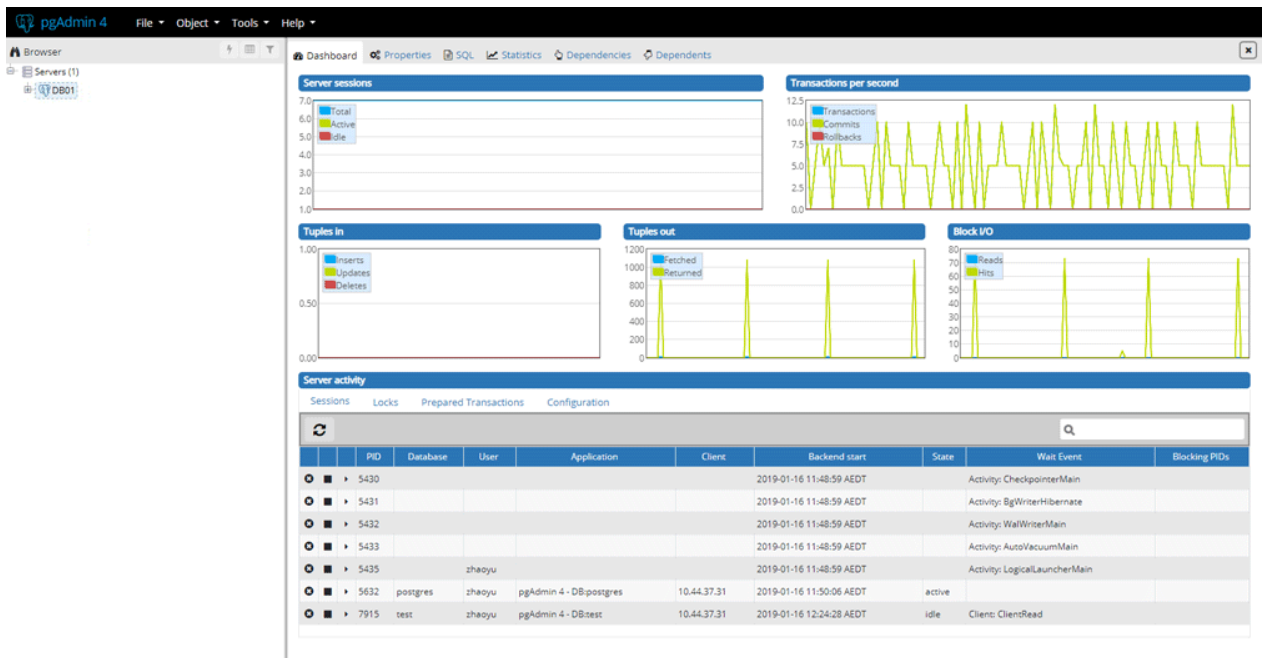 pgAdmin 4 File Object Tools Help
Browser
Servers (1)
DB01
Dashboard Properties SQL Statistics Dependencies Dependents
Server sessions
7.0
6.0
5.0
4.0
3.0
2.0
1.0
Total
Active
Idle
Transactions per second
12.5
10.0
7.5
5.0
2.5
0.0
Transactions
Commits
Rollbacks
Tuples in
1.00
0.50
0.00
Inserts
Updates
Deletes
Tuples out
1200
1000
800
600
400
200
0
Fetched
Returned
Block I/O
80
70
60
50
40
30
20
10
0
Reads
Hits
Server activity
Sessions Locks Prepared Transactions Configuration
PID Database User Application Client Backend start State Wait Event Blocking PIDs
5430 2019-01-16 11:48:59 AEDT Activity: CheckpointerMain
5431 2019-01-16 11:48:59 AEDT Activity: BgWriterHibernate
5432 2019-01-16 11:48:59 AEDT Activity: WalWriterMain
5433 2019-01-16 11:48:59 AEDT Activity: AutoVacuumMain
5435 zhaoyu 2019-01-16 11:48:59 AEDT Activity: LogicalLauncherMain
5632 postgres zhaoyu pgAdmin 4 - DB:postgres 10.44.37.31 2019-01-16 11:50:06 AEDT active
7915 test zhaoyu pgAdmin 4 - DB:test 10.44.37.31 2019-01-16 12:24:28 AEDT idle Client: ClientRead